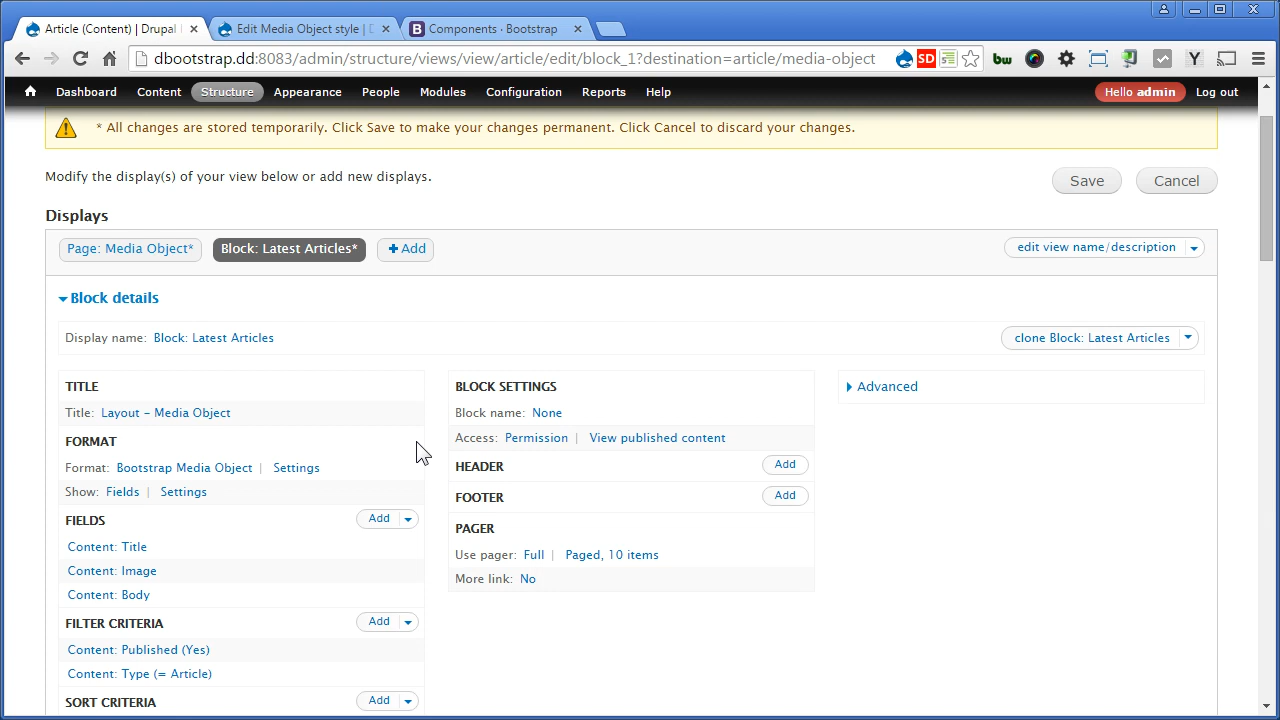 Article (Content) | Drupal
Edit Media Object style | D
Components · Bootstrap
dbootstrap.dd:8083/admin/structure/views/view/article/edit/block_1?destination=article/media-object
SD
bw
Y
Dashboard Content Structure Appearance People Modules Configuration Reports Help Hello admin Log out
* All changes are stored temporarily. Click Save to make your changes permanent. Click Cancel to discard your changes.
Modify the display(s) of your view below or add new displays.
Save Cancel
Displays
Page: Media Object* Block: Latest Articles* Add edit view name/description
Block details
Display name: Block: Latest Articles clone Block: Latest Articles
TITLE
Title: Layout – Media Object
FORMAT
Format: Bootstrap Media Object | Settings
Show: Fields | Settings
FIELDS Add
Content: Title
Content: Image
Content: Body
FILTER CRITERIA Add
Content: Published (Yes)
Content: Type (= Article)
SORT CRITERIA Add
BLOCK SETTINGS
Block name: None
Access: Permission | View published content
HEADER Add
FOOTER Add
PAGER
Use pager: Full | Paged, 10 items
More link: No
Advanced